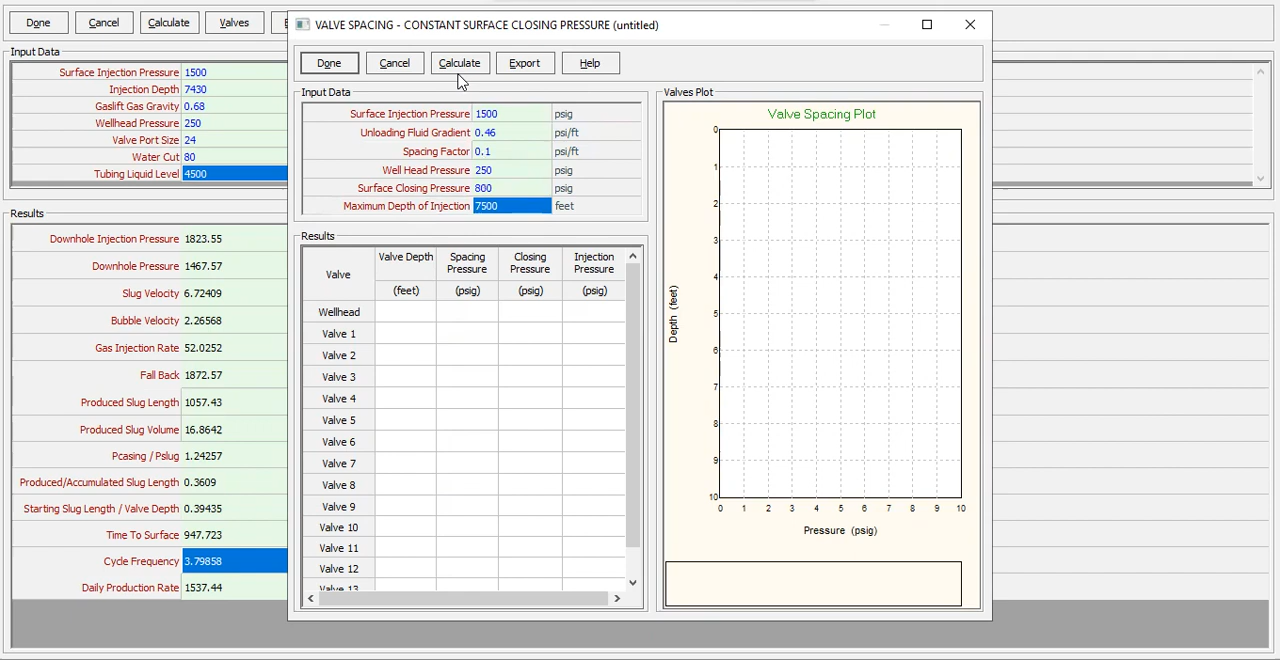 Done Cancel Calculate Valves
Input Data
Surface Injection Pressure 1500
Injection Depth 7430
Gaslift Gas Gravity 0.68
Wellhead Pressure 250
Valve Port Size 24
Water Cut 80
Tubing Liquid Level 4500
Results
Downhole Injection Pressure 1823.55
Downhole Pressure 1467.57
Slug Velocity 6.72409
Bubble Velocity 2.26568
Gas Injection Rate 52.0252
Fall Back 1872.57
Produced Slug Length 1057.43
Produced Slug Volume 16.8642
Pcasing / Pslug 1.24257
Produced/Accumulated Slug Length 0.3609
Starting Slug Length / Valve Depth 0.39435
Time To Surface 947.723
Cycle Frequency 3.79858
Daily Production Rate 1537.44
VALVE SPACING - CONSTANT SURFACE CLOSING PRESSURE (untitled)
Done Cancel Calculate Export Help
Input Data
Surface Injection Pressure 1500 psig
Unloading Fluid Gradient 0.46 psi/ft
Spacing Factor 0.1 psi/ft
Well Head Pressure 250 psig
Surface Closing Pressure 800 psig
Maximum Depth of Injection 7500 feet
Results
Valve Valve Depth (feet) Spacing Pressure (psig) Closing Pressure (psig) Injection Pressure (psig)
Wellhead
Valve 1
Valve 2
Valve 3
Valve 4
Valve 5
Valve 6
Valve 7
Valve 8
Valve 9
Valve 10
Valve 11
Valve 12
Valve 13
Valves Plot
Valve Spacing Plot
Depth (feet)
0
1
2
3
4
5
6
7
8
9
10
0 1 2 3 4 5 6 7 8 9 10
Pressure (psig)